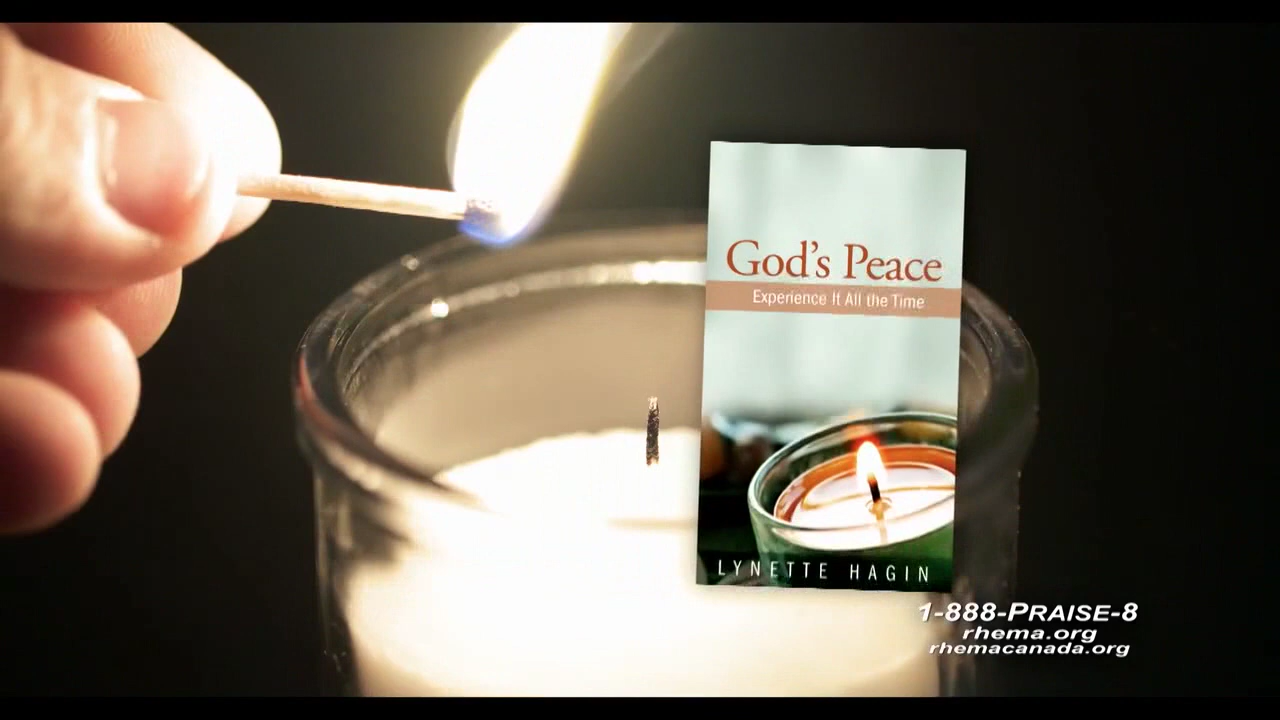 God's Peace
Experience It All the Time
LYNETTE HAGIN
1-888-PRAISE-8
rhema.org
rhemacanada.org